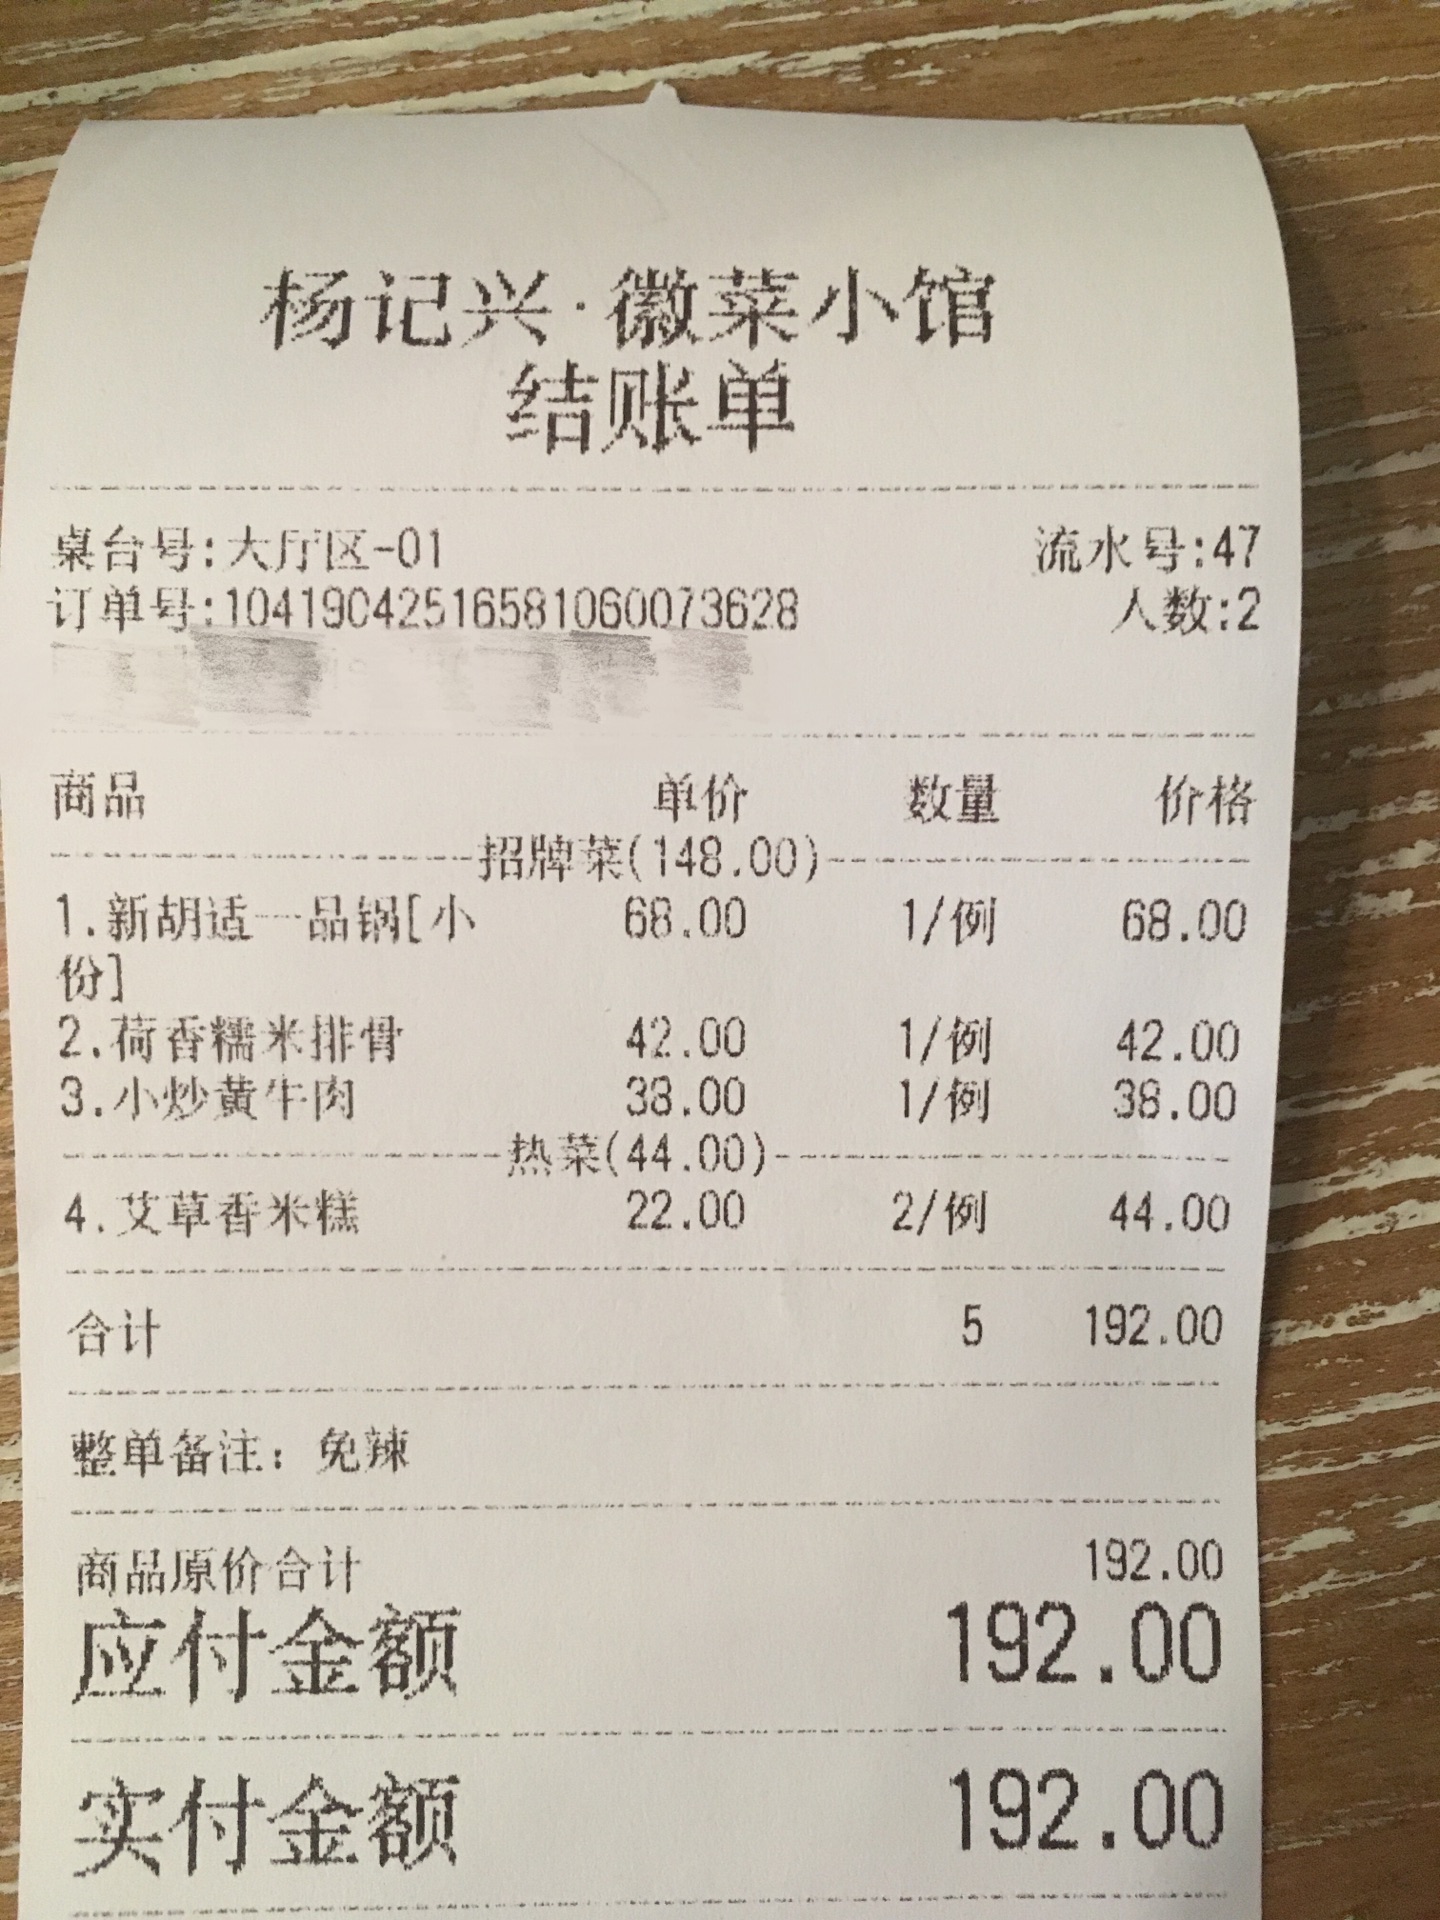 杨记兴·徽菜小馆
结账单
桌台号:大厅区-01 流水号:47
订单号:10419042516581060073628 人数:2
商品 单价 数量 价格
招牌菜(148.00)
1.新胡适一品锅[小 68.00 1/例 68.00
份]
2.荷香糯米排骨 42.00 1/例 42.00
3.小炒黄牛肉 38.00 1/例 38.00
热菜(44.00)
4.艾草香米糕 22.00 2/例 44.00
合计 5 192.00
整单备注: 免辣
商品原价合计 192.00
应付金额 192.00
实付金额 192.00